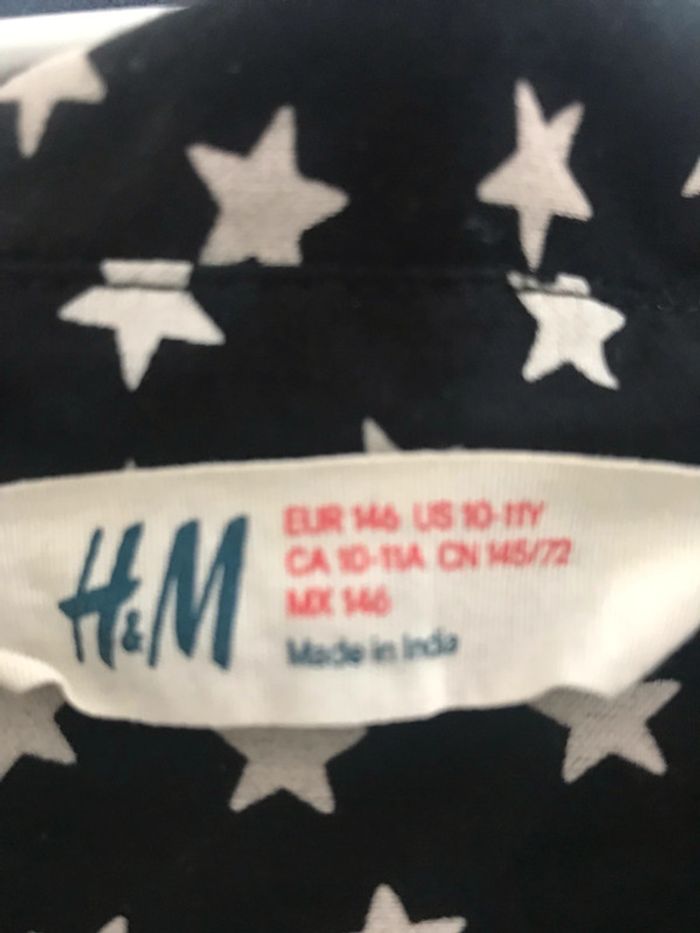 H&M
EUR 146 US 10-11Y
CA 10-11A CN 145/72
MX 146
Made in India